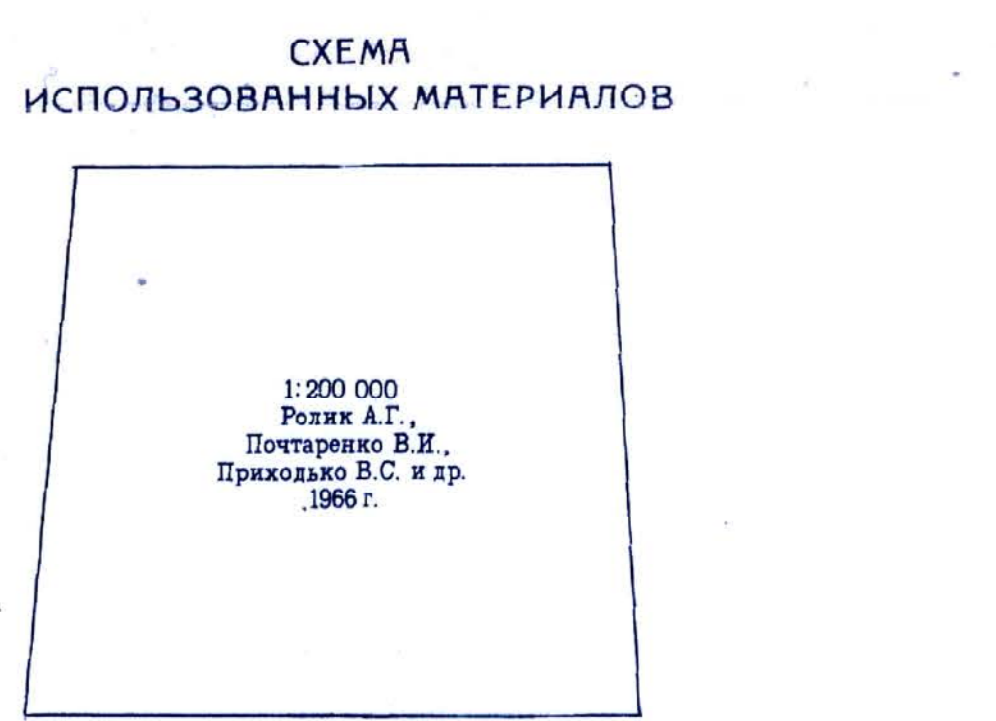 СХЕМА
ИСПОЛЬЗОВАННЫХ МАТЕРИАЛОВ
1:200 000
Ролик А.Г.,
Почтаренко В.И.,
Приходько В.С. и др.
1966 г.